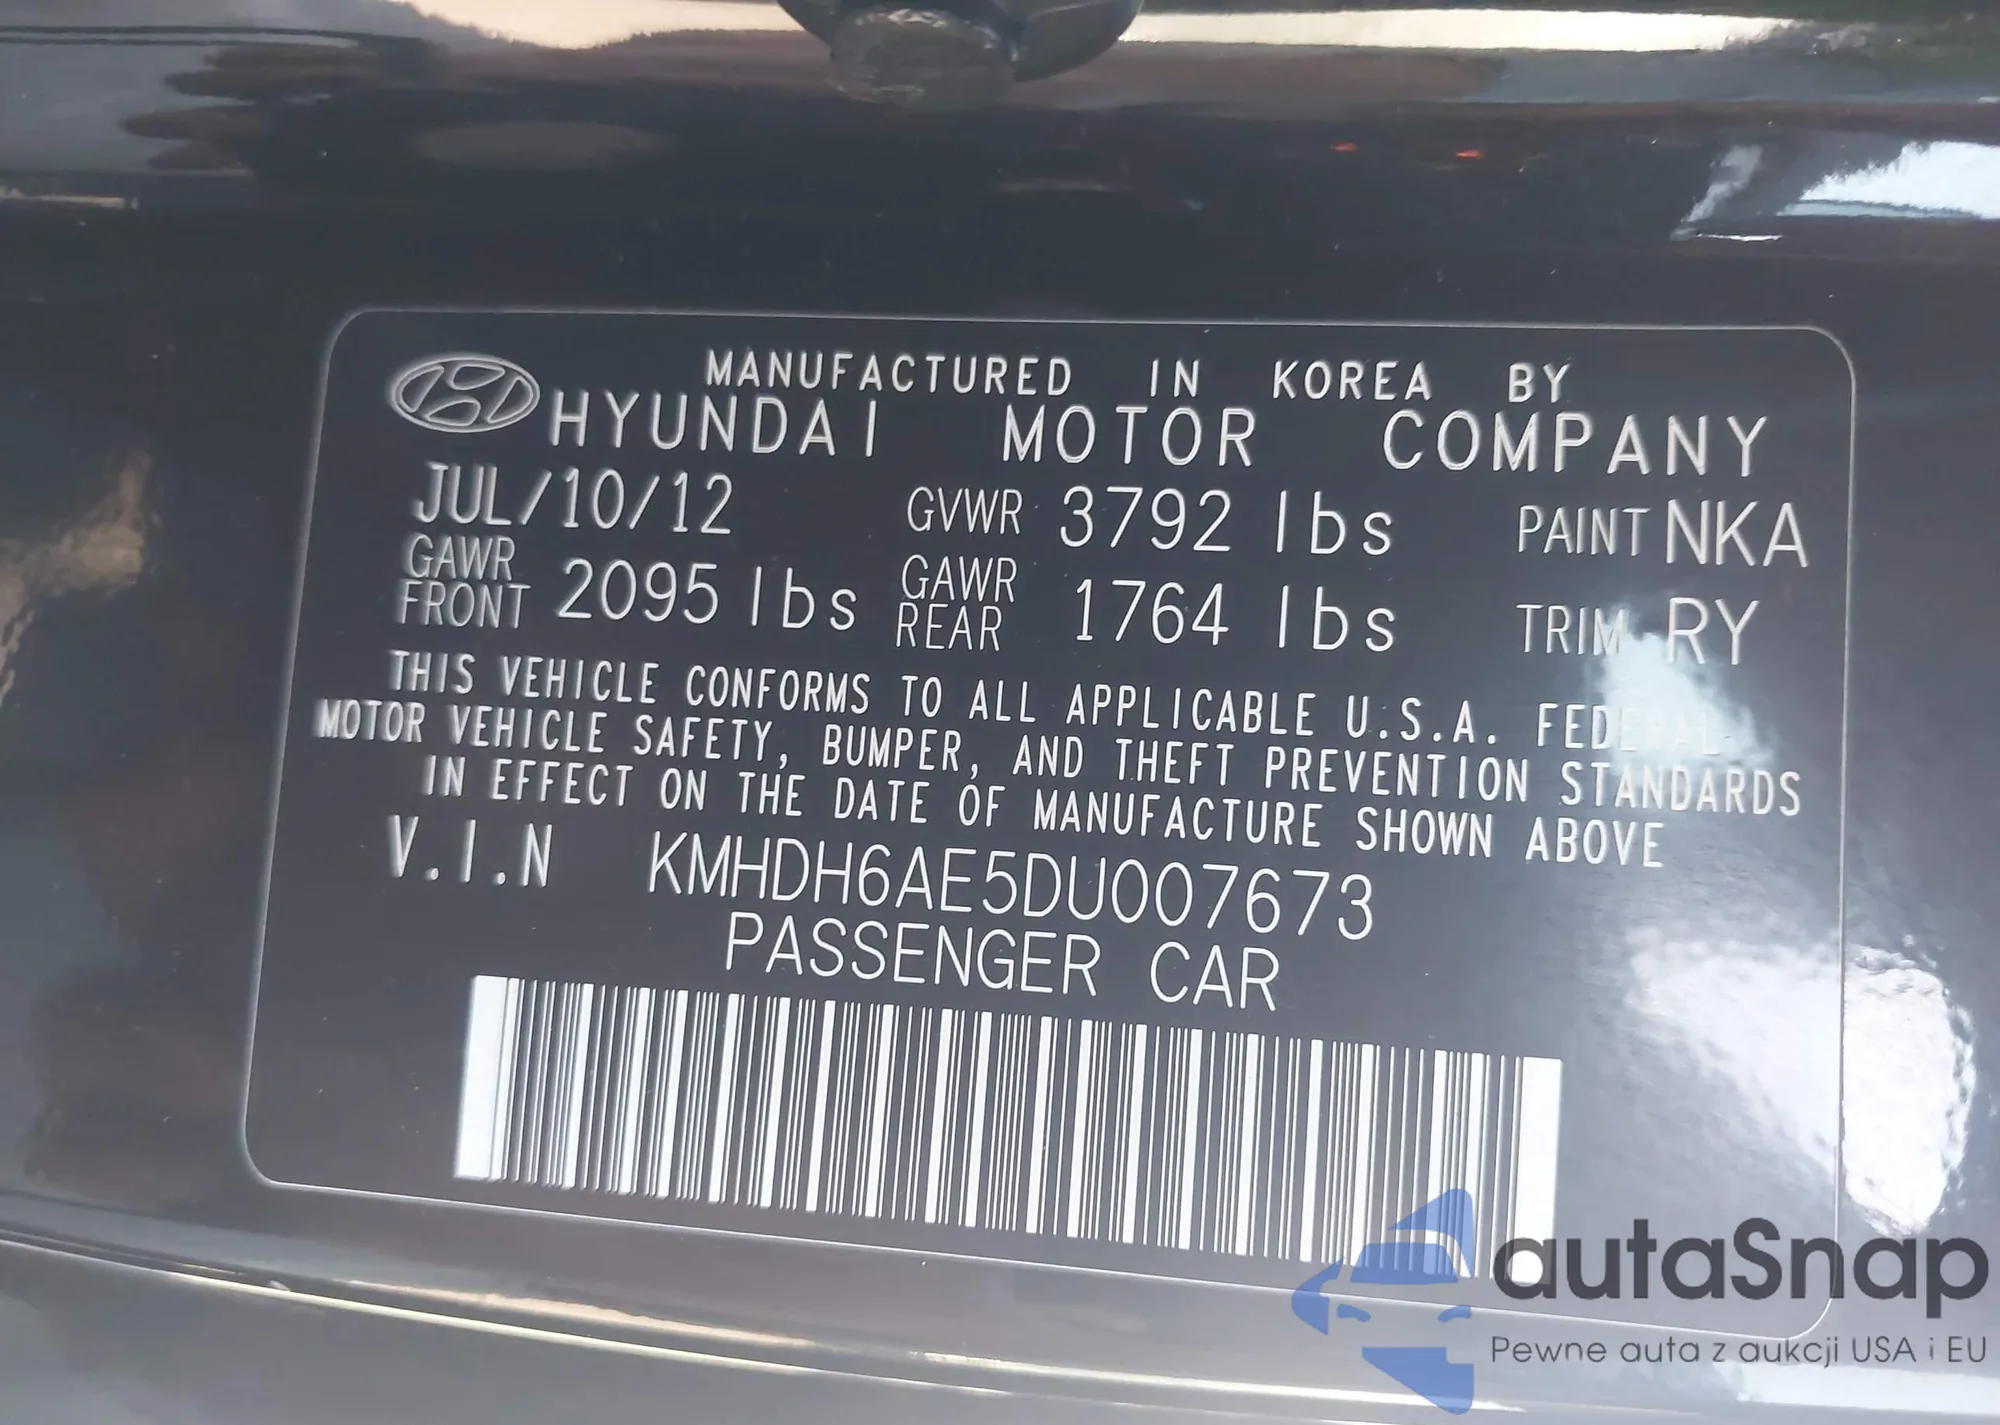 MANUFACTURED IN KOREA BY
HYUNDAI MOTOR COMPANY
JUL/10/12 GVWR 3792 lbs PAINT NKA
GAWR FRONT 2095 lbs GAWR REAR 1764 lbs TRIM RY
THIS VEHICLE CONFORMS TO ALL APPLICABLE U.S.A. FEDERAL
MOTOR VEHICLE SAFETY, BUMPER, AND THEFT PREVENTION STANDARDS
IN EFFECT ON THE DATE OF MANUFACTURE SHOWN ABOVE
V.I.N KMHDH6AE5DU007673
PASSENGER CAR
autaSnap
Pewne auta z aukcji USA i EU